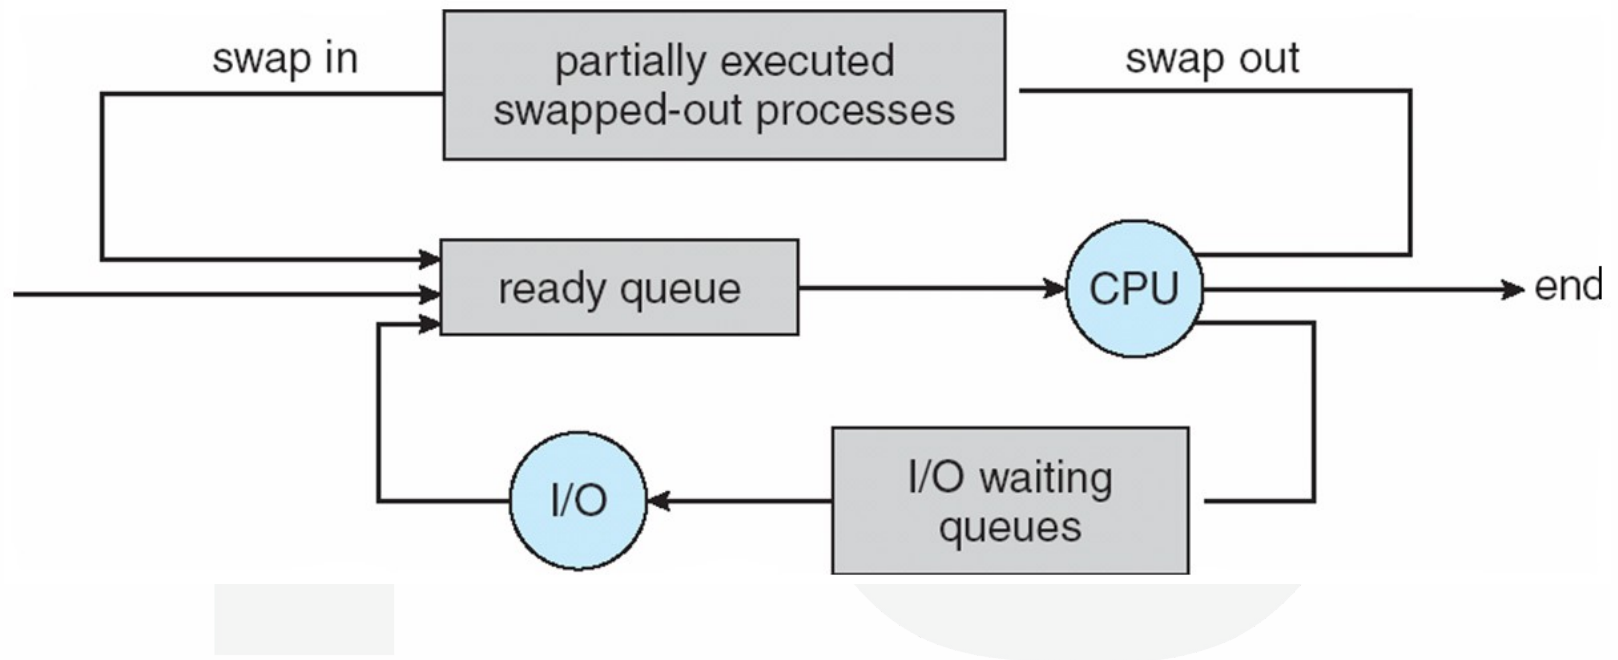 swap in
partially executed
swapped-out processes
swap out
ready queue
CPU
end
I/O
I/O waiting
queues